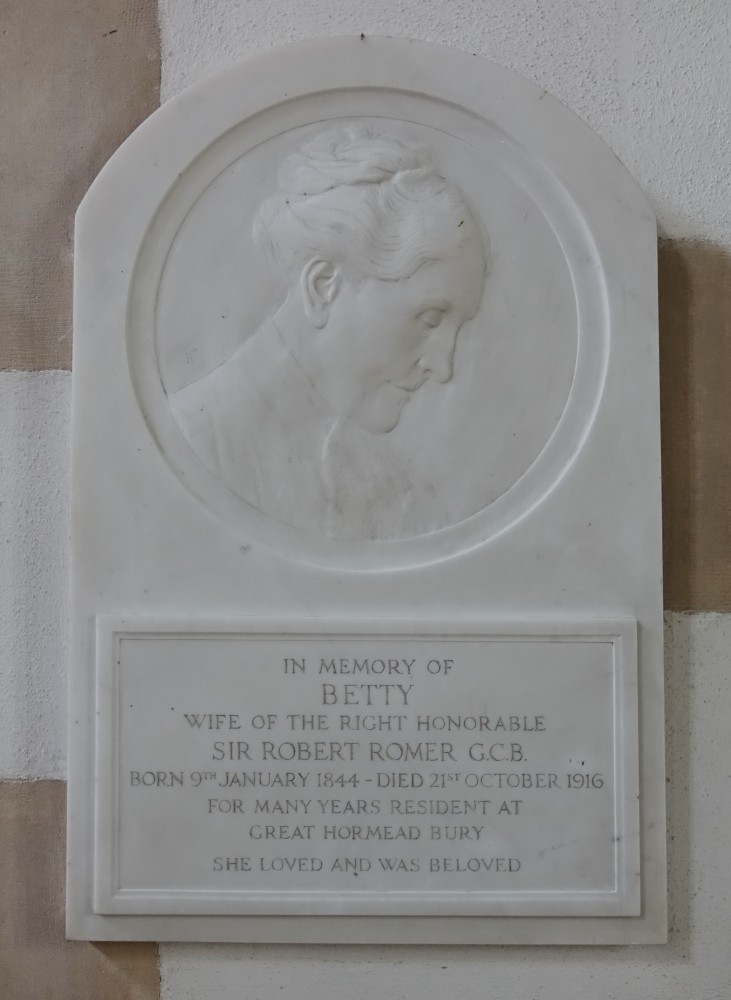 IN MEMORY OF
BETTY
WIFE OF THE RIGHT HONORABLE
SIR ROBERT ROMER G.C.B.
BORN 9TH JANUARY 1844 - DIED 21ST OCTOBER 1916
FOR MANY YEARS RESIDENT AT
GREAT HORMEAD BURY
SHE LOVED AND WAS BELOVED